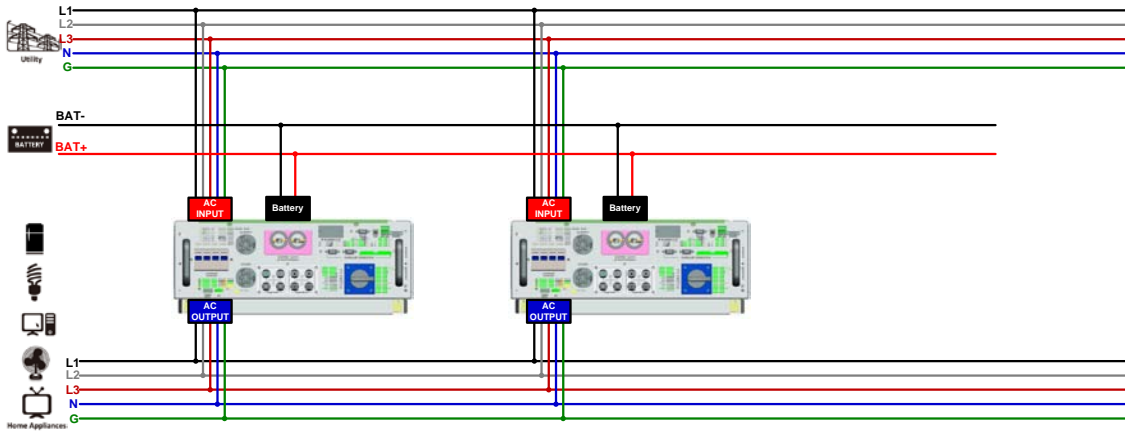 L1
L2
L3
N
G
Utility
BAT-
BATTERY
BAT+
AC
INPUT
Battery
AC
INPUT
Battery
AC
OUTPUT
AC
OUTPUT
L1
L2
L3
N
G
Home Appliances